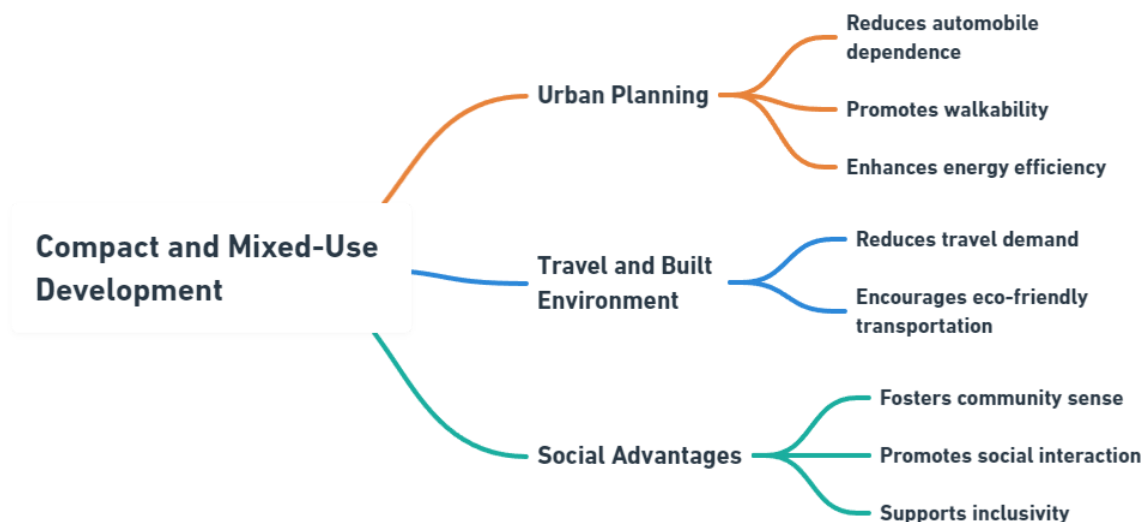 Compact and Mixed-Use
Development
Urban Planning
Reduces automobile
dependence
Promotes walkability
Enhances energy efficiency
Travel and Built
Environment
Reduces travel demand
Encourages eco-friendly
transportation
Social Advantages
Fosters community sense
Promotes social interaction
Supports inclusivity